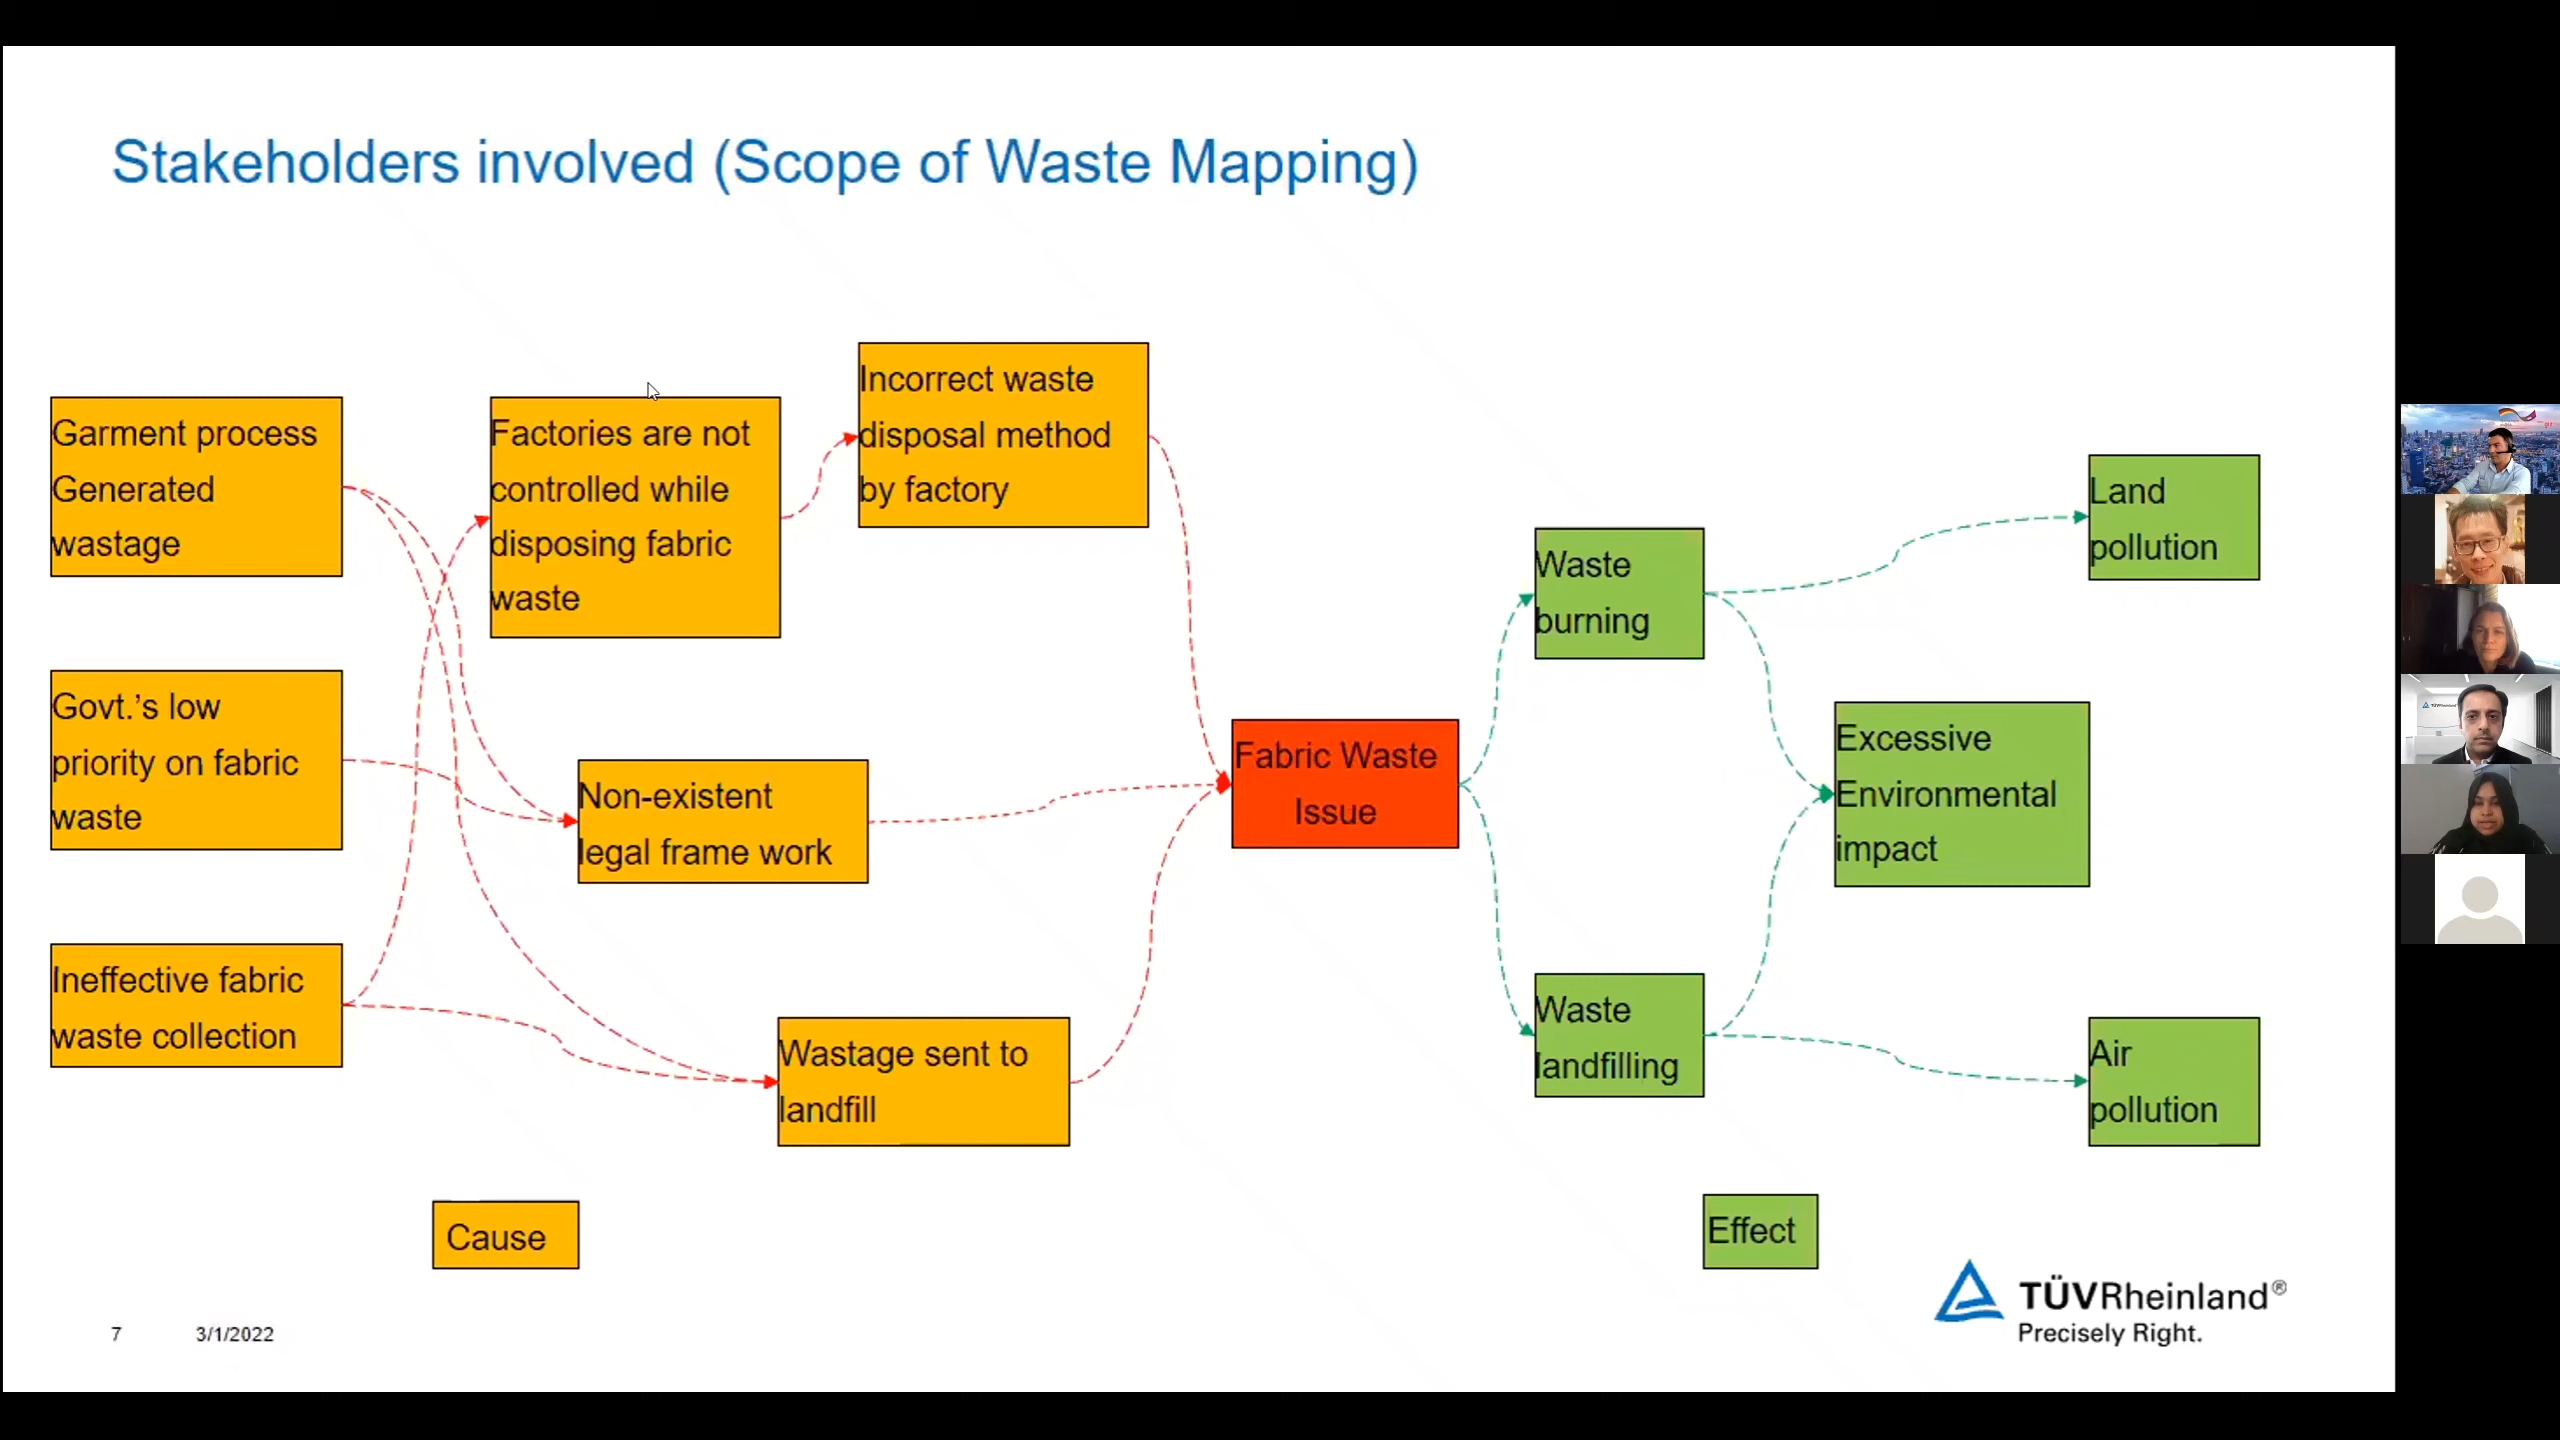 Stakeholders involved (Scope of Waste Mapping)
Garment process
Generated
wastage
Govt.’s low
priority on fabric
waste
Ineffective fabric
waste collection
Factories are not
controlled while
disposing fabric
waste
Incorrect waste
disposal method
by factory
Non-existent
legal frame work
Wastage sent to
landfill
Fabric Waste
Issue
Waste
burning
Waste
landfilling
Excessive
Environmental
impact
Land
pollution
Air
pollution
Cause
Effect
7 3/1/2022
TÜVRheinland®
Precisely Right.
TÜVRheinland